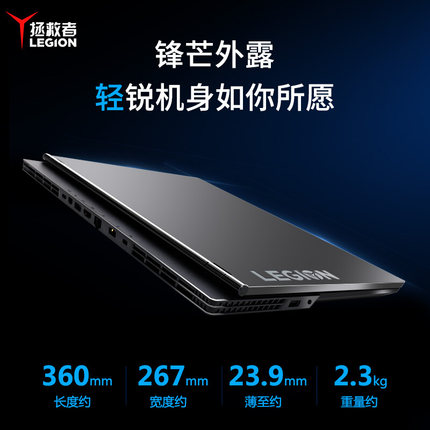 拯救者
LEGION
锋芒外露
轻锐机身如你所愿
LEGION
360mm 267mm 23.9mm 2.3kg
长度约 宽度约 薄至约 重量约